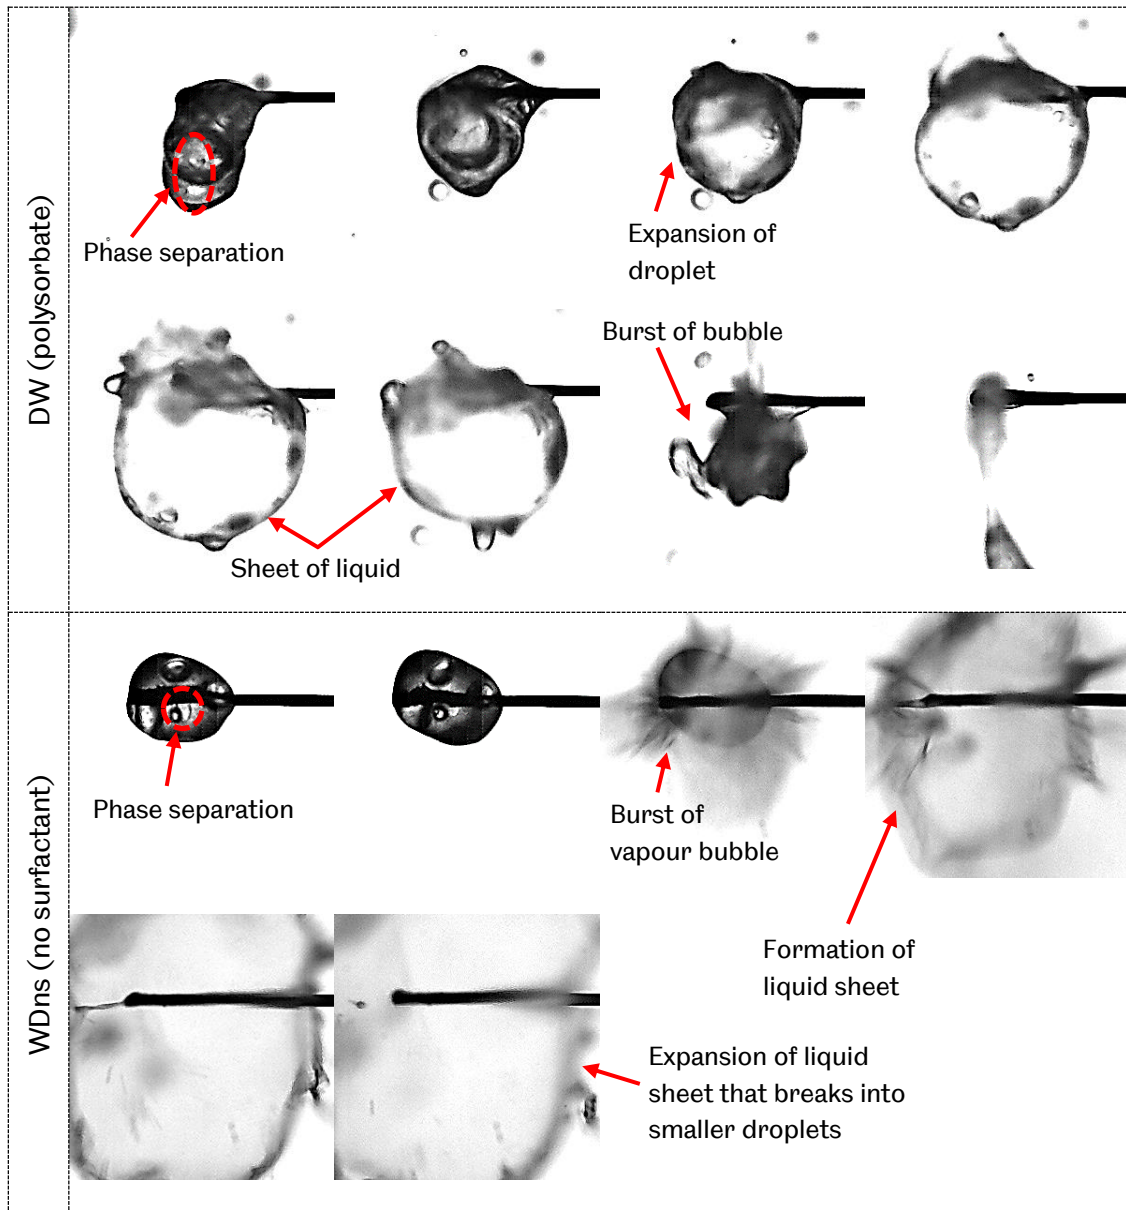 DW (polysorbate)
Phase separation
Expansion of
droplet
Burst of bubble
Sheet of liquid
WDns (no surfactant)
Phase separation
Burst of
vapour bubble
Formation of
liquid sheet
Expansion of liquid
sheet that breaks into
smaller droplets